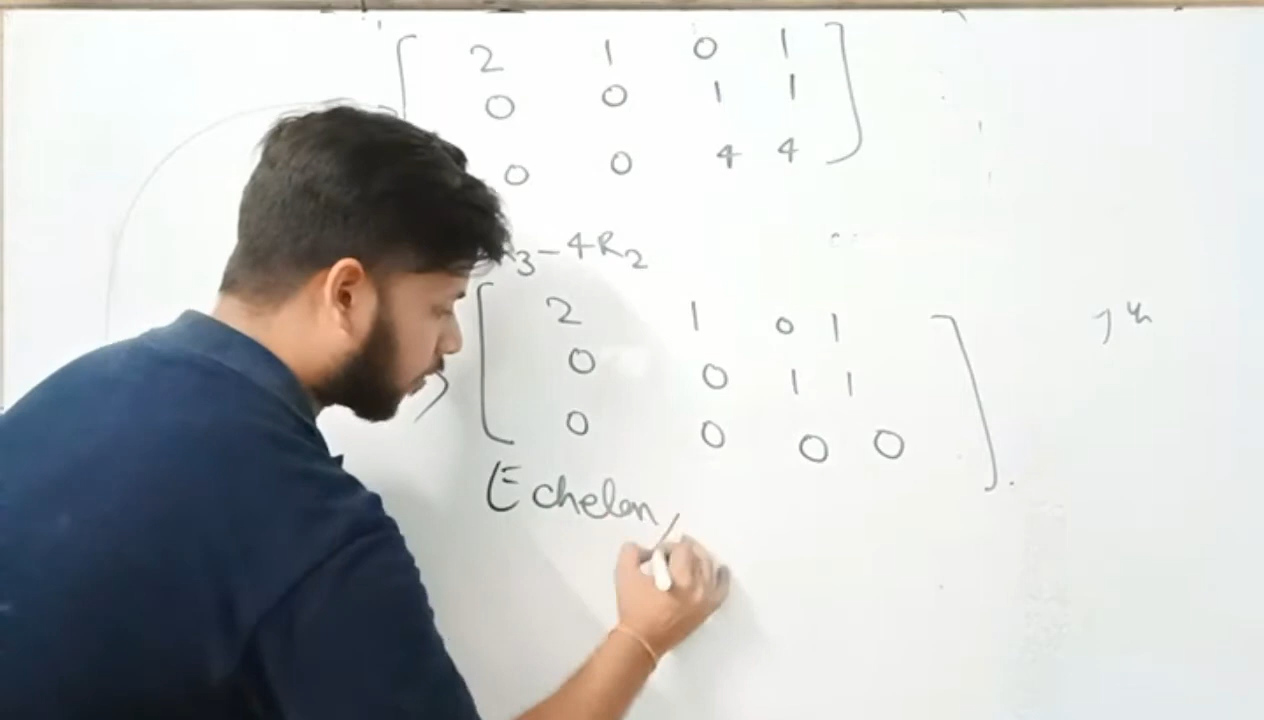 2 1 0 1
0 0 1 1
0 0 4 4
3-4R2
2 1 0 1
0 0 1 1
0 0 0 0
Echelon